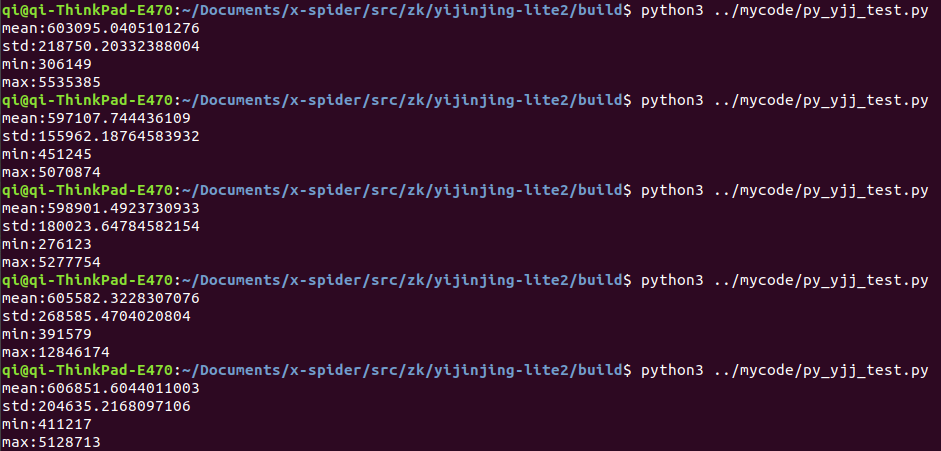 qi@qi-ThinkPad-E470:~/Documents/x-spider/src/zk/yijinjing-lite2/build$ python3 ../mycode/py_yjj_test.py
mean:603095.0405101276
std:218750.20332388004
min:306149
max:5535385
qi@qi-ThinkPad-E470:~/Documents/x-spider/src/zk/yijinjing-lite2/build$ python3 ../mycode/py_yjj_test.py
mean:597107.744436109
std:155962.18764583932
min:451245
max:5070874
qi@qi-ThinkPad-E470:~/Documents/x-spider/src/zk/yijinjing-lite2/build$ python3 ../mycode/py_yjj_test.py
mean:598901.4923730933
std:180023.64784582154
min:276123
max:5277754
qi@qi-ThinkPad-E470:~/Documents/x-spider/src/zk/yijinjing-lite2/build$ python3 ../mycode/py_yjj_test.py
mean:605582.3228307076
std:268585.4704020804
min:391579
max:12846174
qi@qi-ThinkPad-E470:~/Documents/x-spider/src/zk/yijinjing-lite2/build$ python3 ../mycode/py_yjj_test.py
mean:606851.6044011003
std:204635.2168097106
min:411217
max:5128713